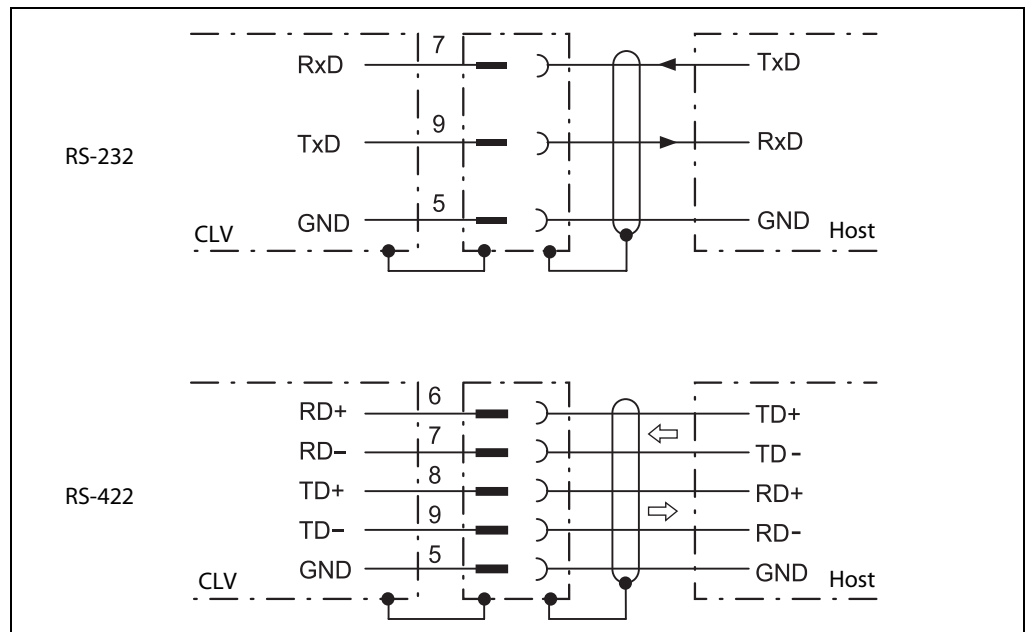 RxD 7 TxD
TxD 9 RxD
RS-232
GND 5 GND
CLV Host
RD+ 6 TD+
RD– 7 TD-
TD+ 8 RD+
RS-422
TD– 9 RD-
GND 5 GND
CLV Host